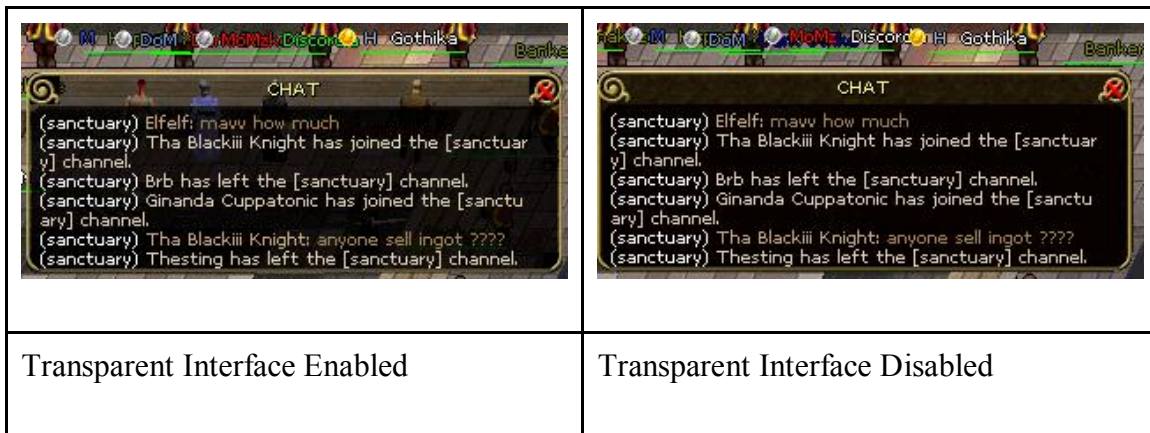 H Gothika
Banke
CHAT
(sanctuary) Elfelf: mavv how much
(sanctuary) Tha Blackiii Knight has joined the [sanctuar
y] channel.
(sanctuary) Brb has left the [sanctuary] channel.
(sanctuary) Ginanda Cuppatonic has joined the [sanctu
ary] channel.
(sanctuary) Tha Blackiii Knight: anyone sell ingot ????
(sanctuary) Thesting has left the [sanctuary] channel.
H Gothika
Banker
CHAT
(sanctuary) Elfelf: mavv how much
(sanctuary) Tha Blackiii Knight has joined the [sanctuar
y] channel.
(sanctuary) Brb has left the [sanctuary] channel.
(sanctuary) Ginanda Cuppatonic has joined the [sanctu
ary] channel.
(sanctuary) Tha Blackiii Knight: anyone sell ingot ????
(sanctuary) Thesting has left the [sanctuary] channel.
Transparent Interface Enabled
Transparent Interface Disabled